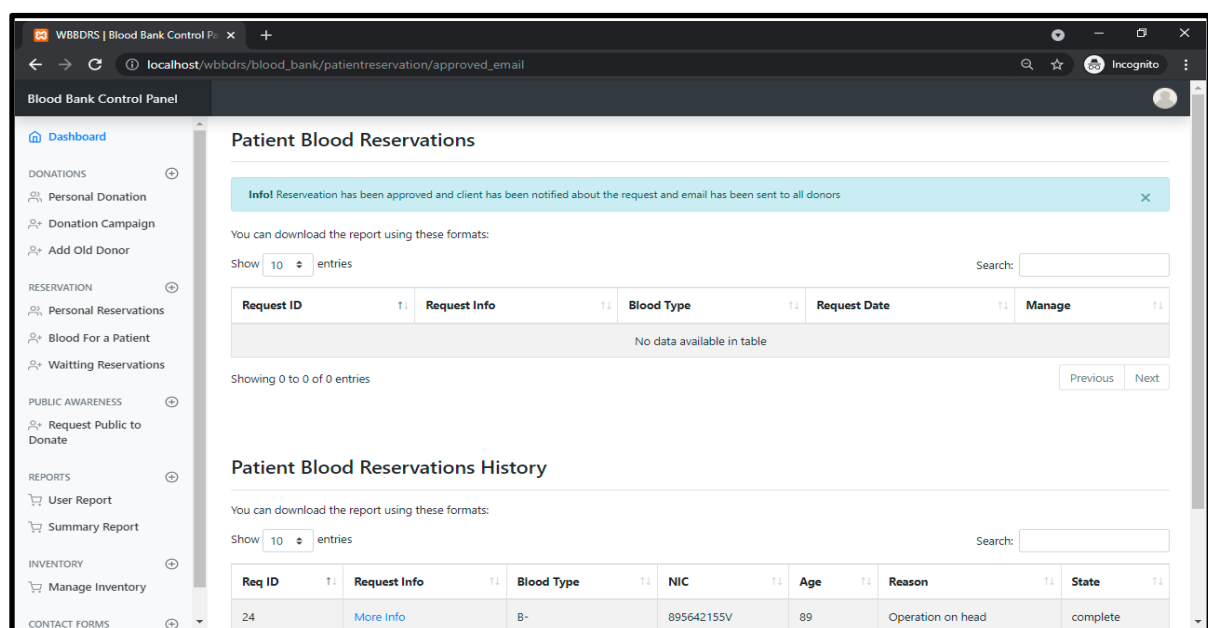 WBBDRS | Blood Bank Control Pa
localhost/wbbdrs/blood_bank/patientreservation/approved_email
Incognito
Blood Bank Control Panel
Dashboard
DONATIONS
Personal Donation
Donation Campaign
Add Old Donor
RESERVATION
Personal Reservations
Blood For a Patient
Waitting Reservations
PUBLIC AWARENESS
Request Public to
Donate
REPORTS
User Report
Summary Report
INVENTORY
Manage Inventory
CONTACT FORMS
Patient Blood Reservations
Info! Reserveation has been approved and client has been notified about the request and email has been sent to all donors
You can download the report using these formats:
Show 10 entries Search:
Request ID Request Info Blood Type Request Date Manage
No data available in table
Showing 0 to 0 of 0 entries Previous Next
Patient Blood Reservations History
You can download the report using these formats:
Show 10 entries Search:
Req ID Request Info Blood Type NIC Age Reason State
24 More Info B- 895642155V 89 Operation on head complete